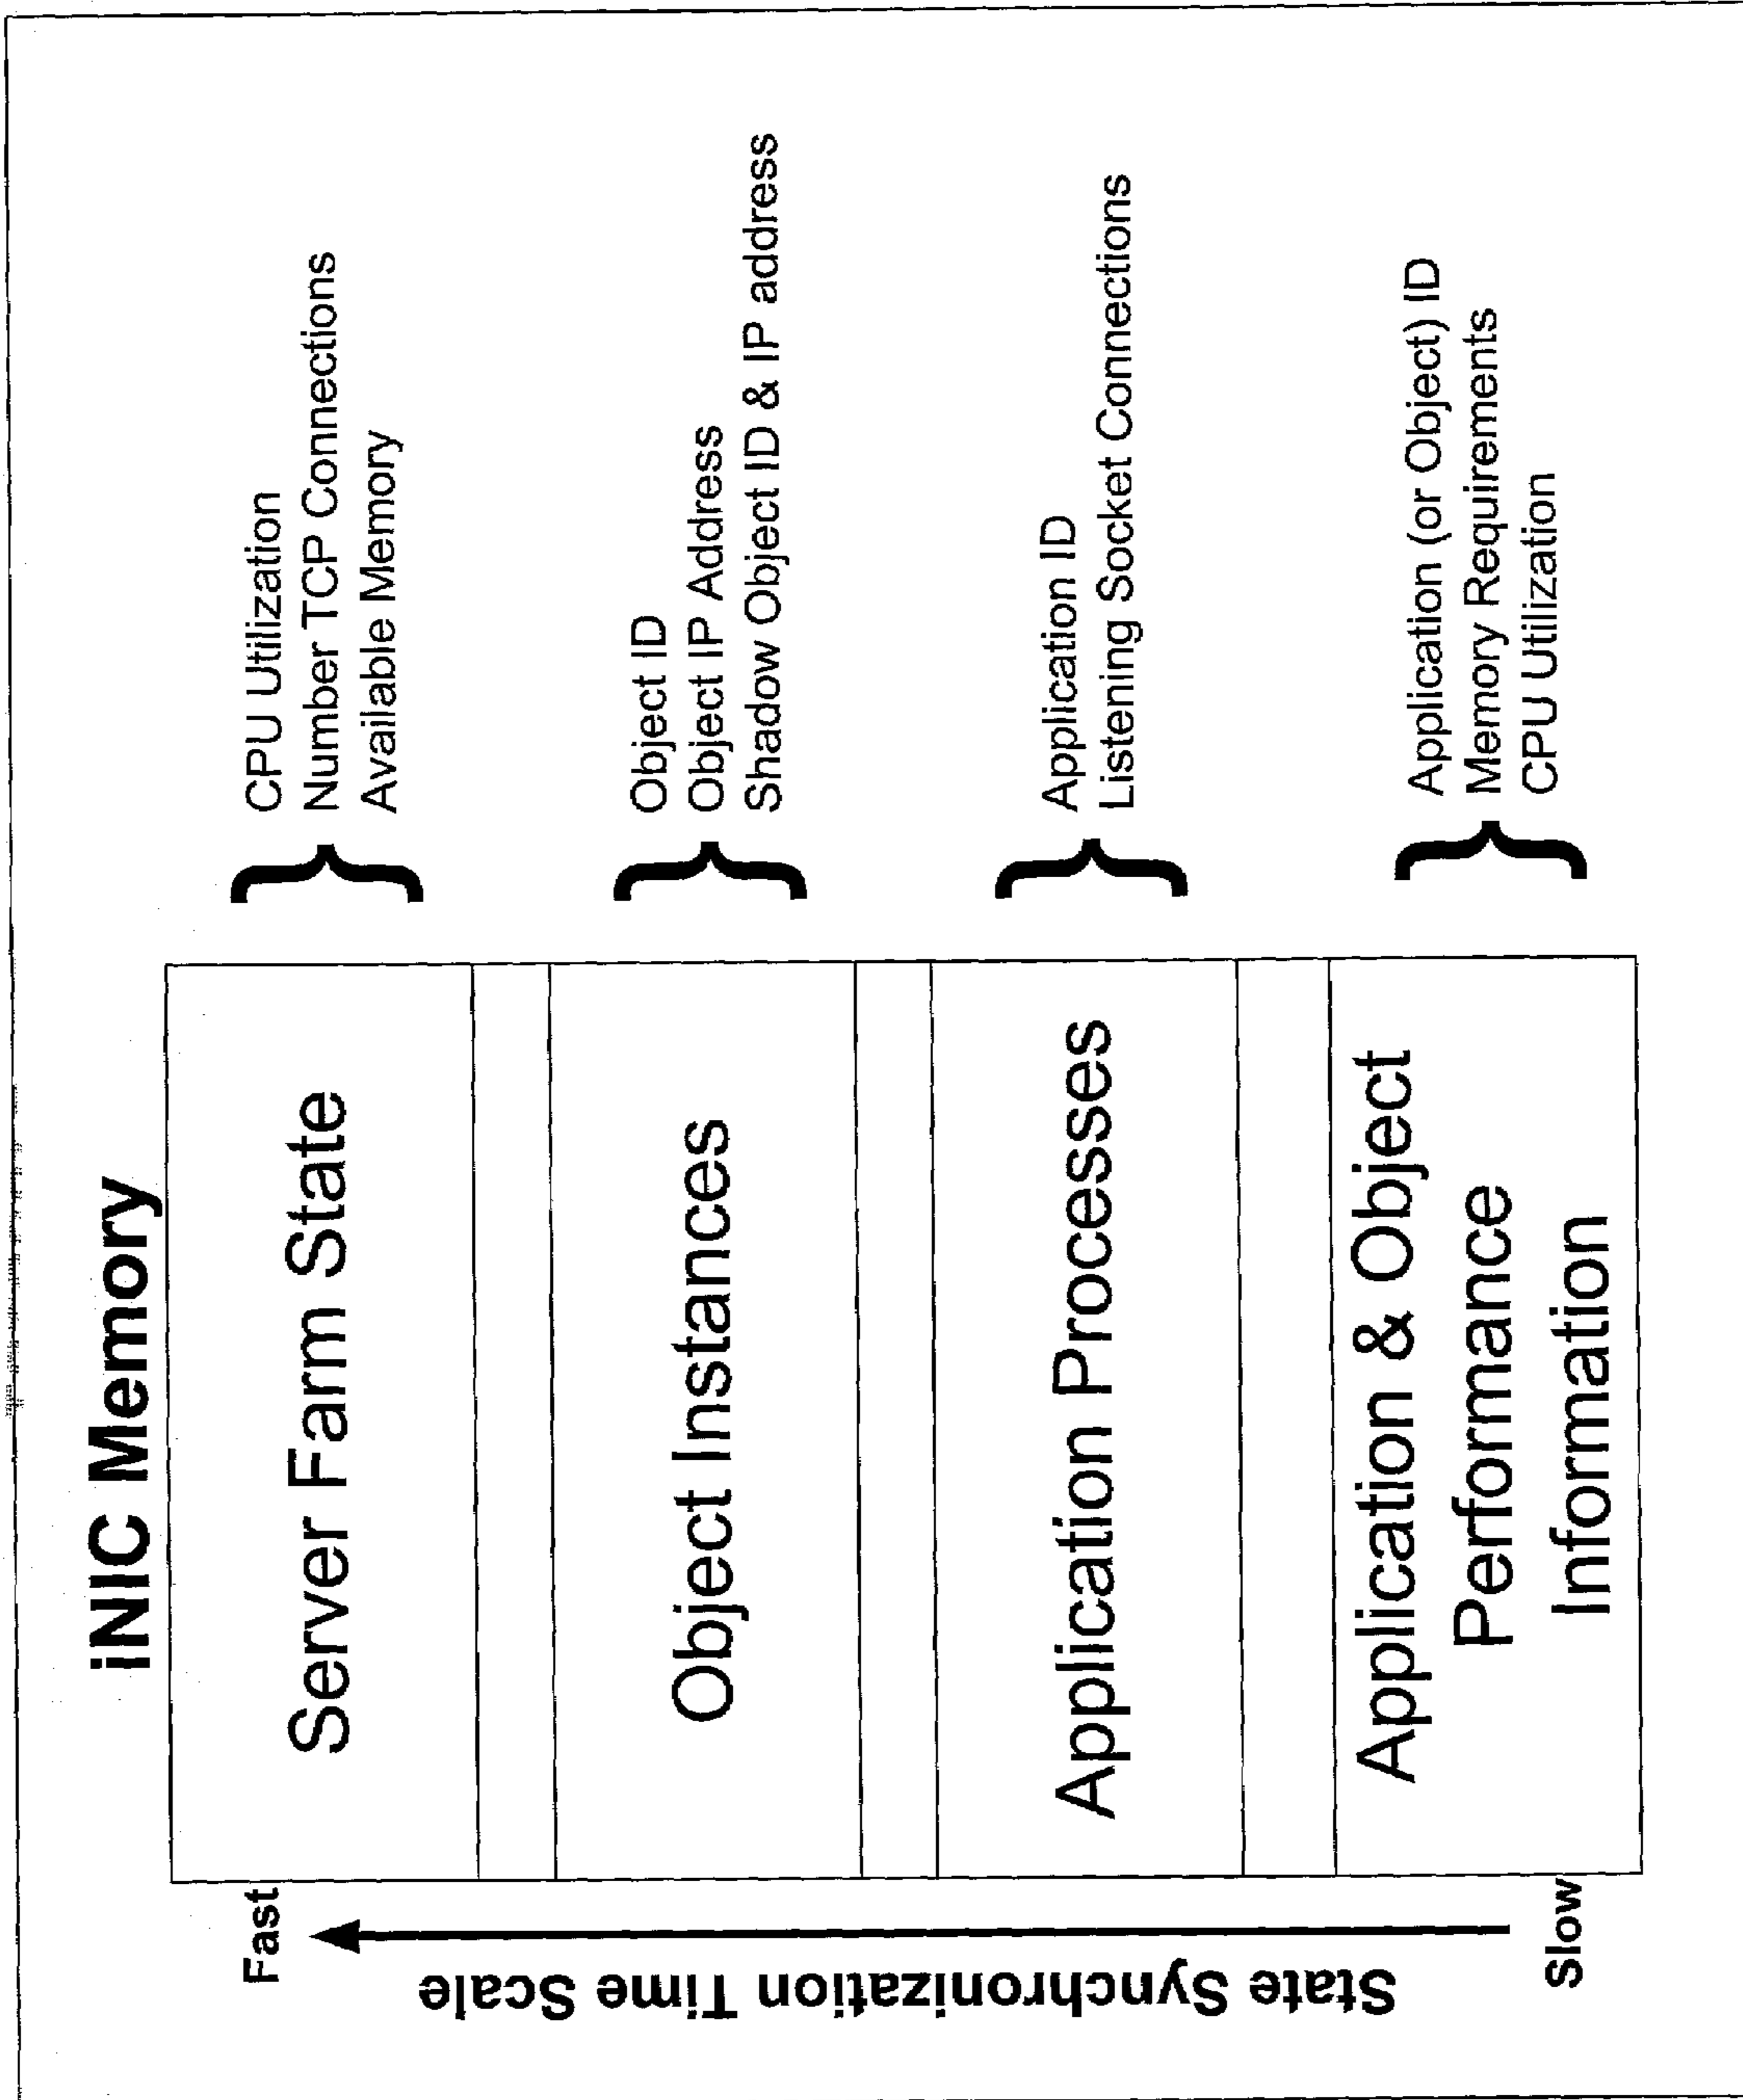 iNIC Memory
Fast
State Synchronization Time Scale
Slow
Server Farm State
CPU Utilization
Number TCP Connections
Available Memory
Object Instances
Object ID
Object IP Address
Shadow Object ID & IP address
Application Processes
Application ID
Listening Socket Connections
Application & Object
Performance
Information
Application (or Object) ID
Memory Requirements
CPU Utilization